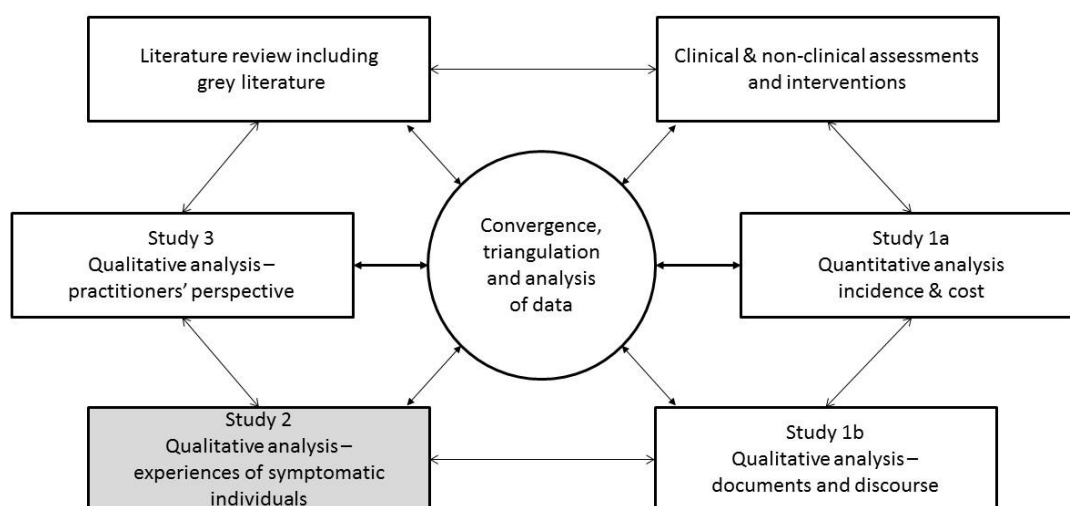 Literature review including
grey literature
Clinical & non-clinical assessments
and interventions
Convergence,
triangulation
and analysis
of data
Study 3
Qualitative analysis –
practitioners’ perspective
Study 1a
Quantitative analysis
incidence & cost
Study 2
Qualitative analysis –
experiences of symptomatic
individuals
Study 1b
Qualitative analysis –
documents and discourse